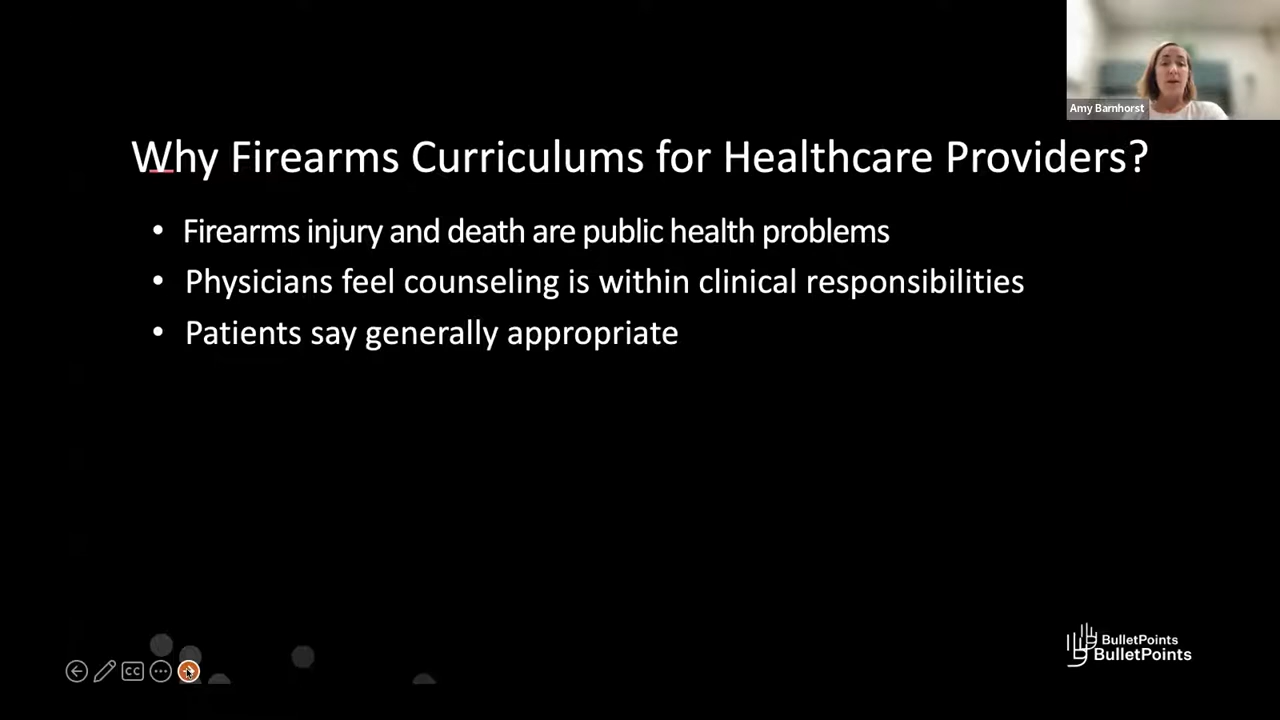 Amy Barnhorst
Why Firearms Curriculums for Healthcare Providers?
• Firearms injury and death are public health problems
• Physicians feel counseling is within clinical responsibilities
• Patients say generally appropriate
CC
BulletPoints
BulletPoints